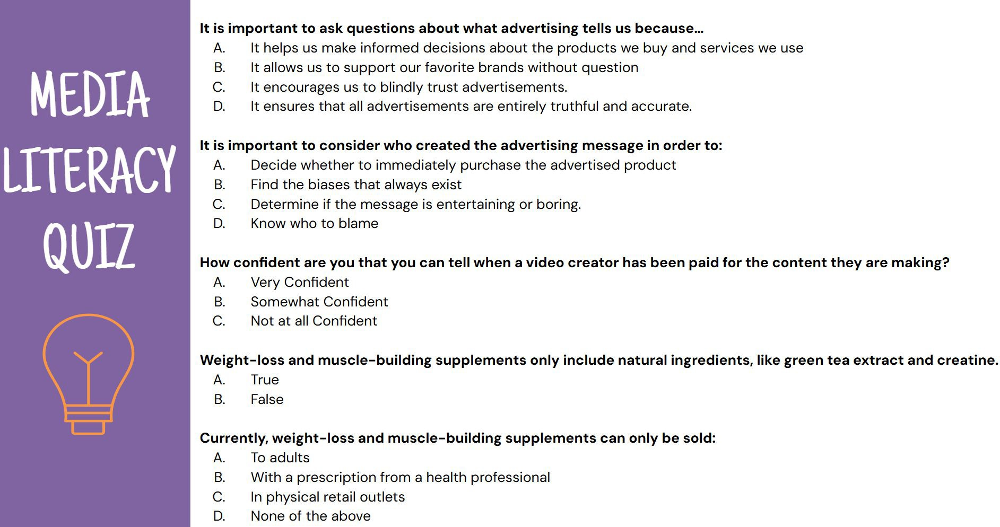 MEDIA
LITERACY
QUIZ
It is important to ask questions about what advertising tells us because...
A. It helps us make informed decisions about the products we buy and services we use
B. It allows us to support our favorite brands without question
C. It encourages us to blindly trust advertisements.
D. It ensures that all advertisements are entirely truthful and accurate.
It is important to consider who created the advertising message in order to:
A. Decide whether to immediately purchase the advertised product
B. Find the biases that always exist
C. Determine if the message is entertaining or boring.
D. Know who to blame
How confident are you that you can tell when a video creator has been paid for the content they are making?
A. Very Confident
B. Somewhat Confident
C. Not at all Confident
Weight-loss and muscle-building supplements only include natural ingredients, like green tea extract and creatine.
A. True
B. False
Currently, weight-loss and muscle-building supplements can only be sold:
A. To adults
B. With a prescription from a health professional
C. In physical retail outlets
D. None of the above